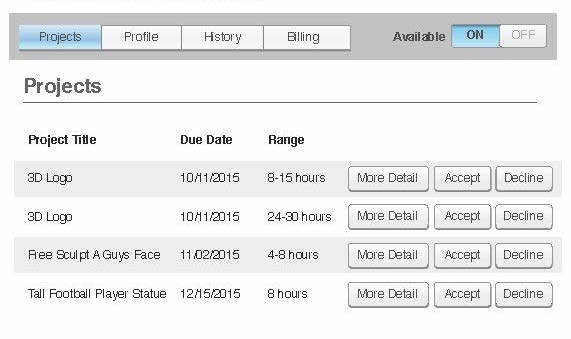 Projects Profile History Billing Available ON OFF
Projects
Project Title Due Date Range
3D Logo 10/11/2015 8-15 hours More Detail Accept Decline
3D Logo 10/11/2015 24-30 hours More Detail Accept Decline
Free Sculpt A Guys Face 11/02/2015 4-8 hours More Detail Accept Decline
Tall Football Player Statue 12/15/2015 8 hours More Detail Accept Decline